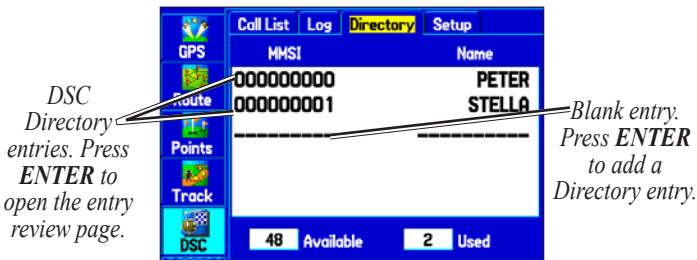 DSC
Directory
entries. Press
ENTER to
open the entry
review page.
GPS
Route
Points
Track
DSC
Call List Log Directory Setup
MMSI Name
000000000 PETER
000000001 STELLA
---------- ----------
48 Available 2 Used
Blank entry.
Press ENTER
to add a
Directory entry.